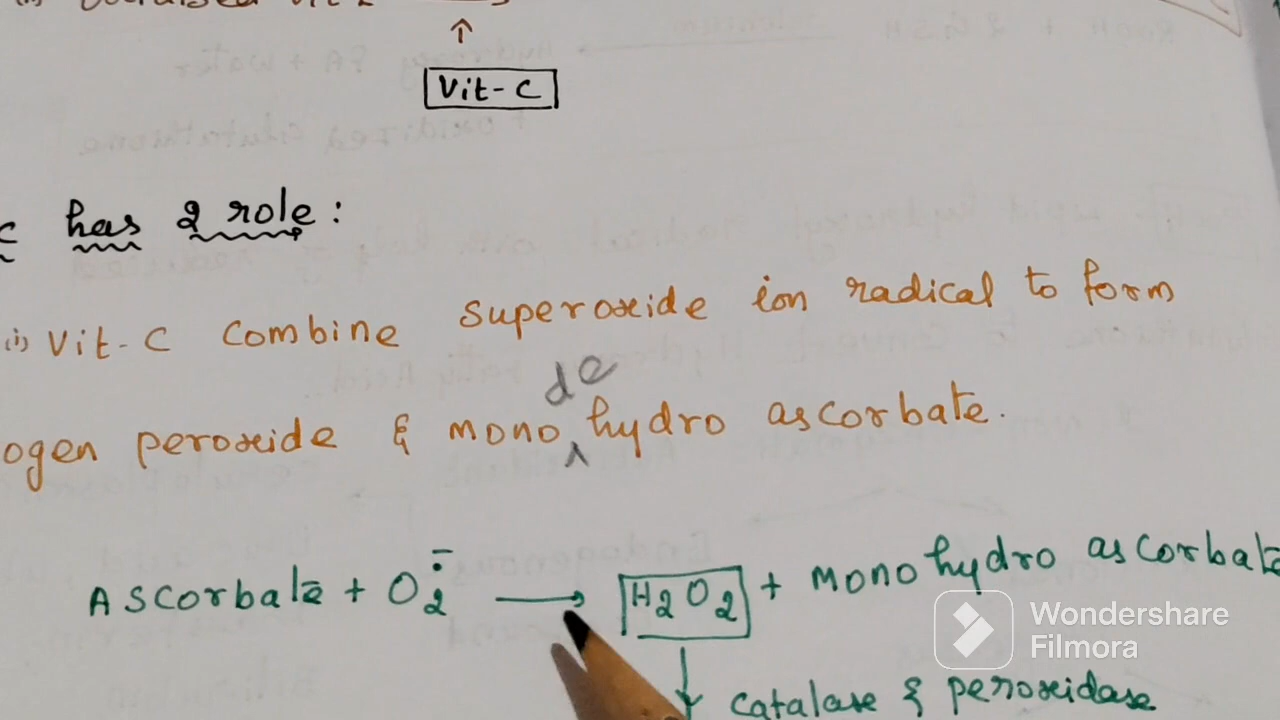 Vit-C
C has 2 role:
(i) Vit-C combine superoxide ion radical to form
de
ogen peroxide & mono hydro ascorbate.
Ascorbate + O2•̄ → H2O2 + mono hydro ascorbate
Wondershare
Filmora
↓ catalase & peroxidase